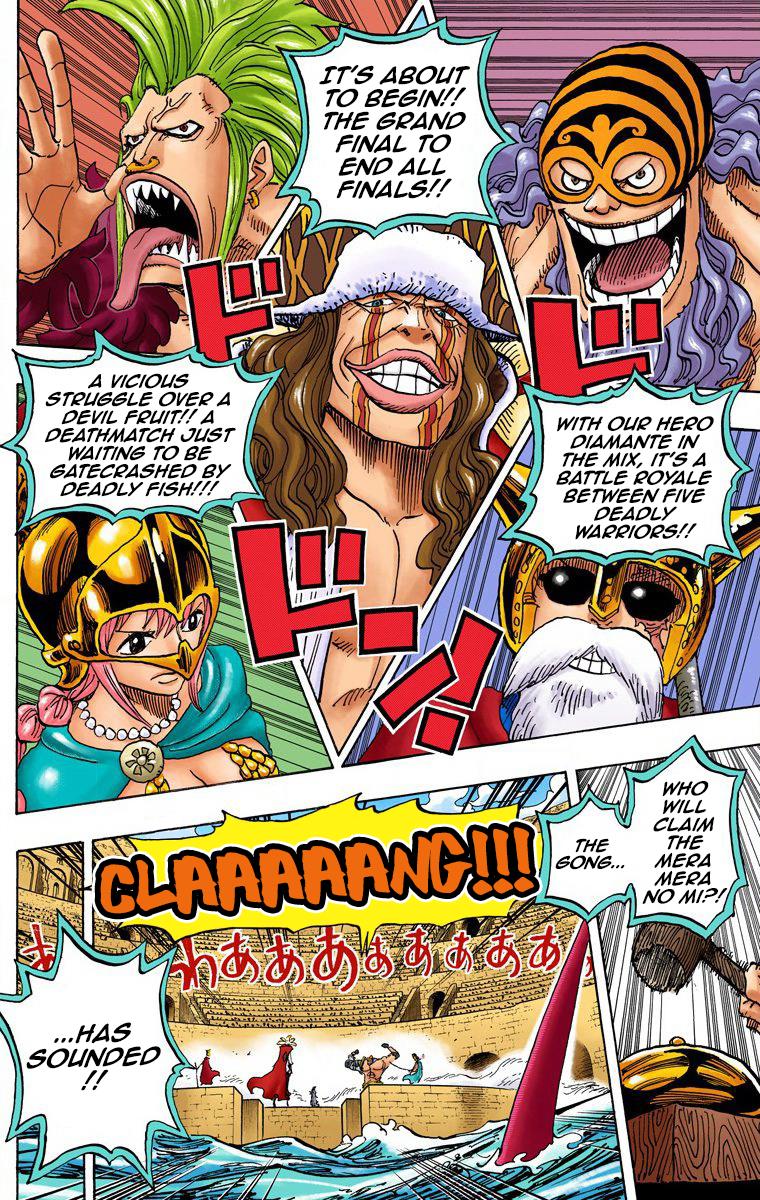 IT'S ABOUT
TO BEGIN!!
THE GRAND
FINAL TO
END ALL
FINALS!!
ドドドン!
A VICIOUS
STRUGGLE OVER A
DEVIL FRUIT!! A
DEATHMATCH JUST
WAITING TO BE
GATECRASHED BY
DEADLY FISH!!!
WITH OUR HERO
DIAMANTE IN
THE MIX, IT'S A
BATTLE ROYALE
BETWEEN FIVE
DEADLY
WARRIORS!!
WHO
WILL
CLAIM
THE
MERA
MERA
NO MI?!
THE
GONG...
CLAAAAAANG!!!
わあああぁあぁああ
...HAS
SOUNDED
!!